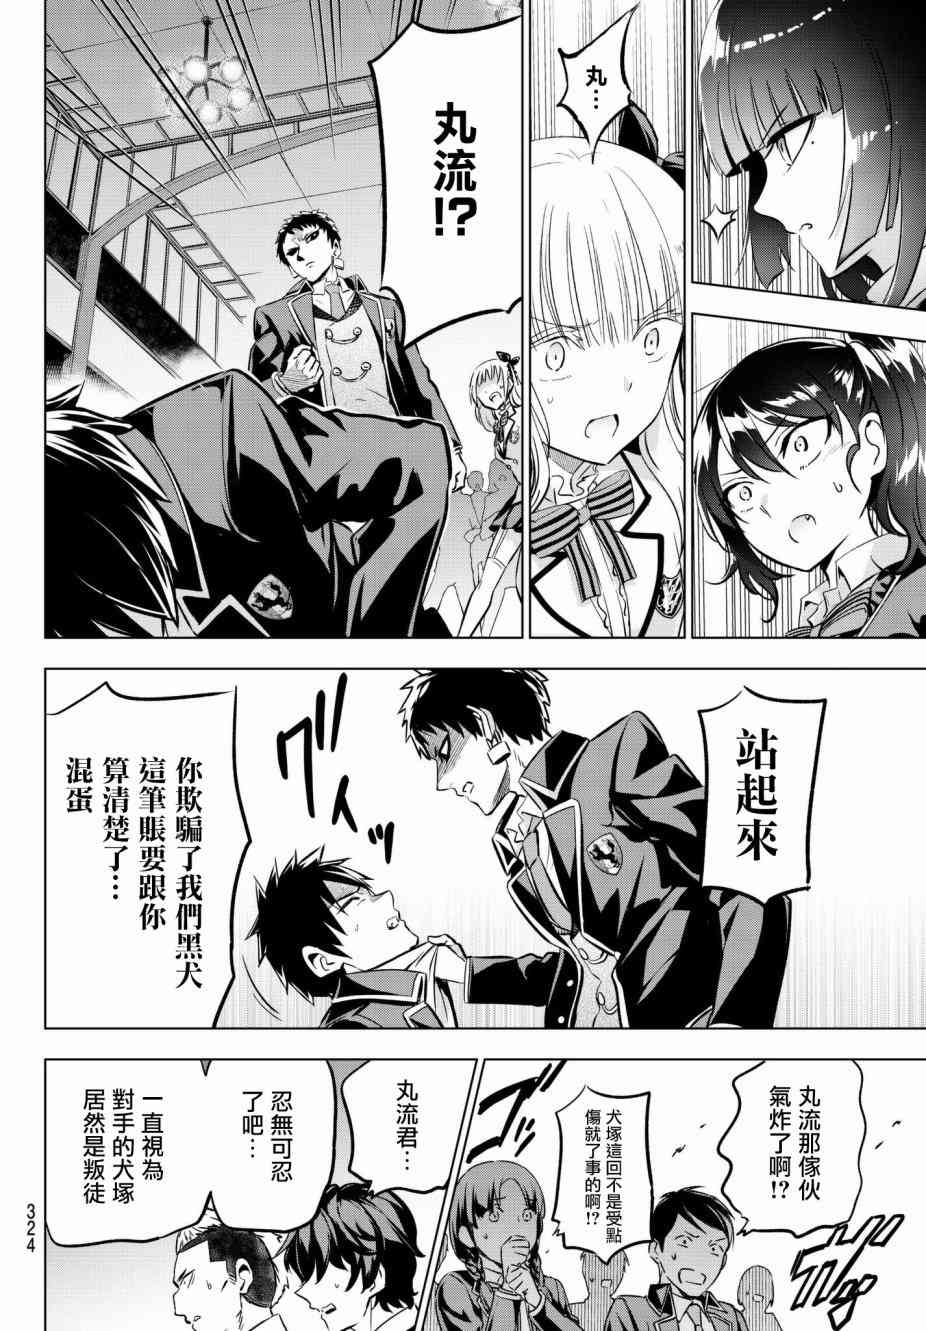 丸…
丸流!?
站起來
グイッ
你欺騙了我們黑犬
這筆賬要跟你
算清楚了…
混蛋
丸流那傢伙
氣炸了啊!?
犬塚這回不是受點
傷就了事的啊!?
丸流君…
忍無可忍
了吧…
一直視為
對手的犬塚
居然是叛徒
324